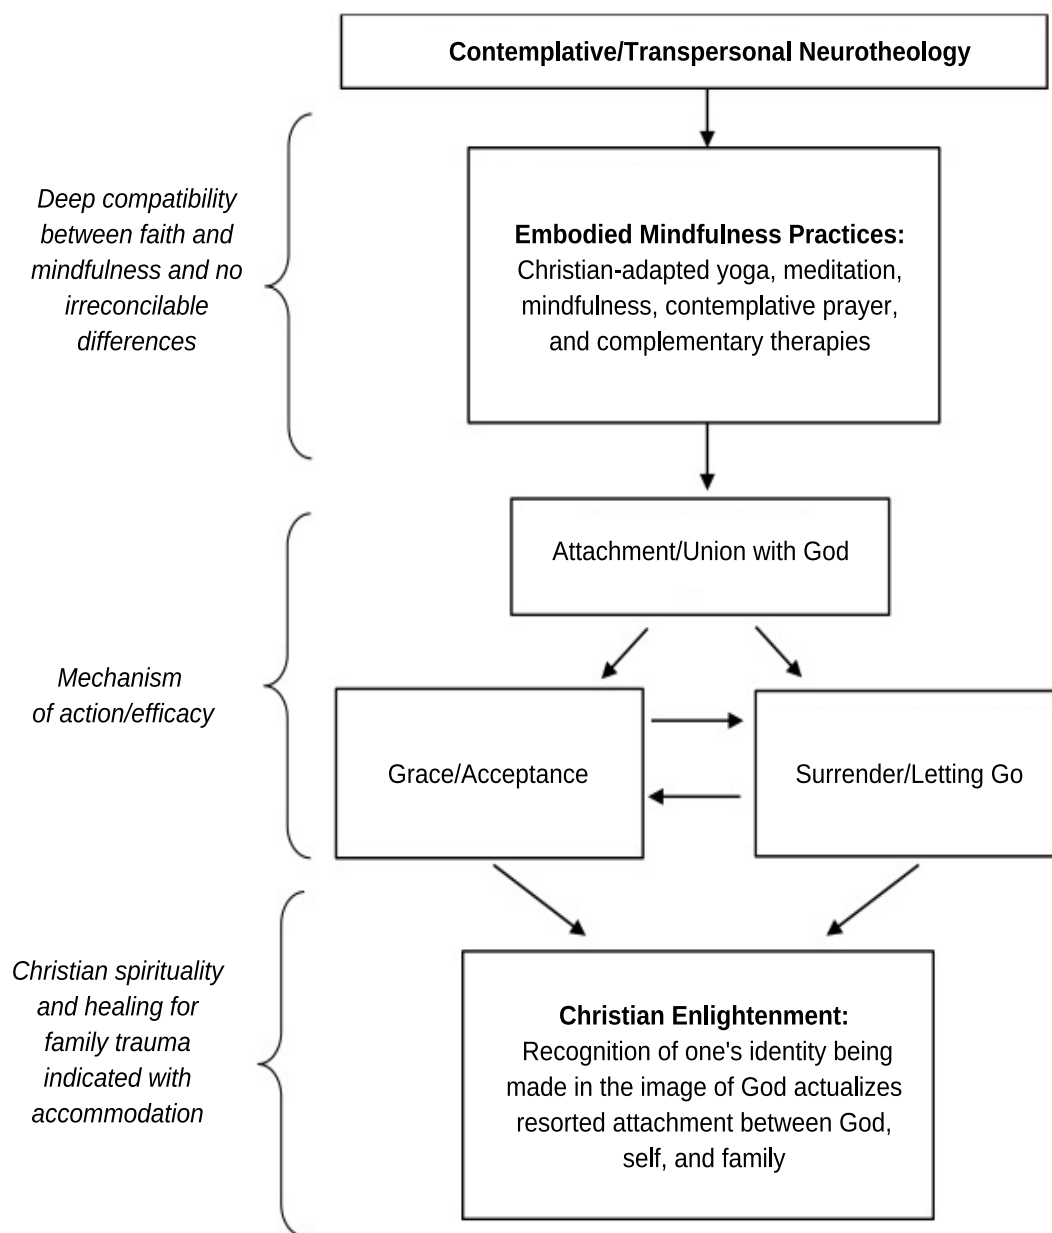 Contemplative/Transpersonal Neurotheology
Deep compatibility
between faith and
mindfulness and no
irreconcilable
differences
Embodied Mindfulness Practices:
Christian-adapted yoga, meditation,
mindfulness, contemplative prayer,
and complementary therapies
Attachment/Union with God
Mechanism
of action/efficacy
Grace/Acceptance
Surrender/Letting Go
Christian spirituality
and healing for
family trauma
indicated with
accommodation
Christian Enlightenment:
Recognition of one's identity being
made in the image of God actualizes
resorted attachment between God,
self, and family